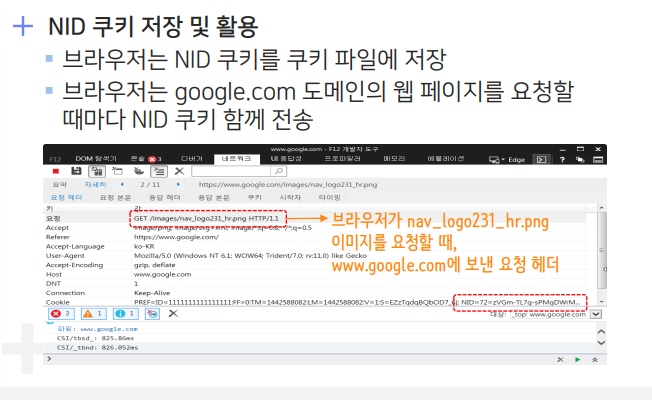 NID 쿠키 저장 및 활용
브라우저는 NID 쿠키를 쿠키 파일에 저장
브라우저는 google.com 도메인의 웹 페이지를 요청할
때마다 NID 쿠키 함께 전송
www.google.com - F12 개발자 도구
F12 DOM 탐색기 콘솔 3 디버거 네트워크 UI 응답성 프로파일러 메모리 에뮬레이션 Edge
요약 자세히 2 / 11 https://www.google.com/images/nav_logo231_hr.png
요청 헤더 요청 본문 응답 헤더 응답 본문 쿠키 시작자 타이밍
키
요청 GET /images/nav_logo231_hr.png HTTP/1.1
Accept image/png, image/svg+xml, image/*;q=0.8, */*;q=0.5
Referer https://www.google.com/
Accept-Language ko-KR
User-Agent Mozilla/5.0 (Windows NT 6.1; WOW64; Trident/7.0; rv:11.0) like Gecko
Accept-Encoding gzip, deflate
Host www.google.com
DNT 1
Connection Keep-Alive
Cookie PREF=ID=1111111111111111:FF=0:TM=1442588082:LM=1442588082:V=1:S=EZzTqdqBQbOD7_ NID=72=zVGm-TL7q-sPMqDWrM...
브라우저가 nav_logo231_hr.png
이미지를 요청할 때,
www.google.com에 보낸 요청 헤더
3 1 1 대상: _top: www.google.com
파일: www.google.com
CSI/tbsd_: 825.86ms
CSI/_tbnd: 826.052ms